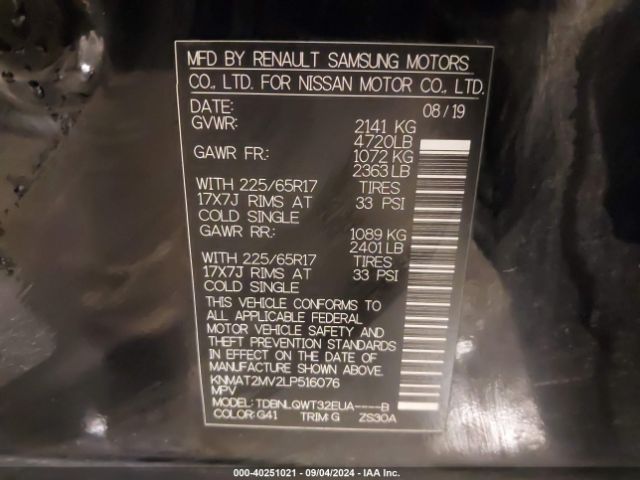 MFD BY RENAULT SAMSUNG MOTORS
CO., LTD. FOR NISSAN MOTOR CO., LTD.
DATE: 08/19
GVWR: 2141 KG
4720LB
GAWR FR: 1072 KG
2363 LB
WITH 225/65R17 TIRES
17X7J RIMS AT 33 PSI
COLD SINGLE
GAWR RR: 1089 KG
2401 LB
WITH 225/65R17 TIRES
17X7J RIMS AT 33 PSI
COLD SINGLE
THIS VEHICLE CONFORMS TO
ALL APPLICABLE FEDERAL
MOTOR VEHICLE SAFETY AND
THEFT PREVENTION STANDARDS
IN EFFECT ON THE DATE OF
MANUFACTURE SHOWN ABOVE.
KNMAT2MV2LP516076
MPV
MODEL: TDBNLQWT32EUA----B
COLOR: G41 TRIM: G ZS30A
000-40251021 - 09/04/2024 - IAA Inc.